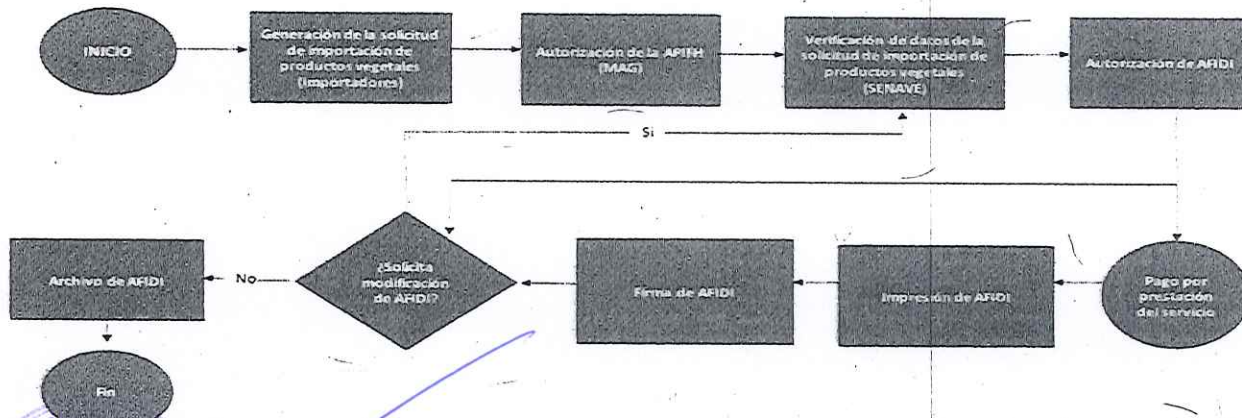 INICIO
Generación de la solicitud
de importación de
productos vegetales
(Importadores)
Autorización de la APIFH
(MAG)
Verificación de datos de la
solicitud de importación de
productos vegetales
(SENAVE)
Autorización de AFIDI
Si
Archivo de AFIDI
No
¿Solicita
modificación
de AFIDI?
Firma de AFIDI
Impresión de AFIDI
Pago por
prestación
del servicio
Fin